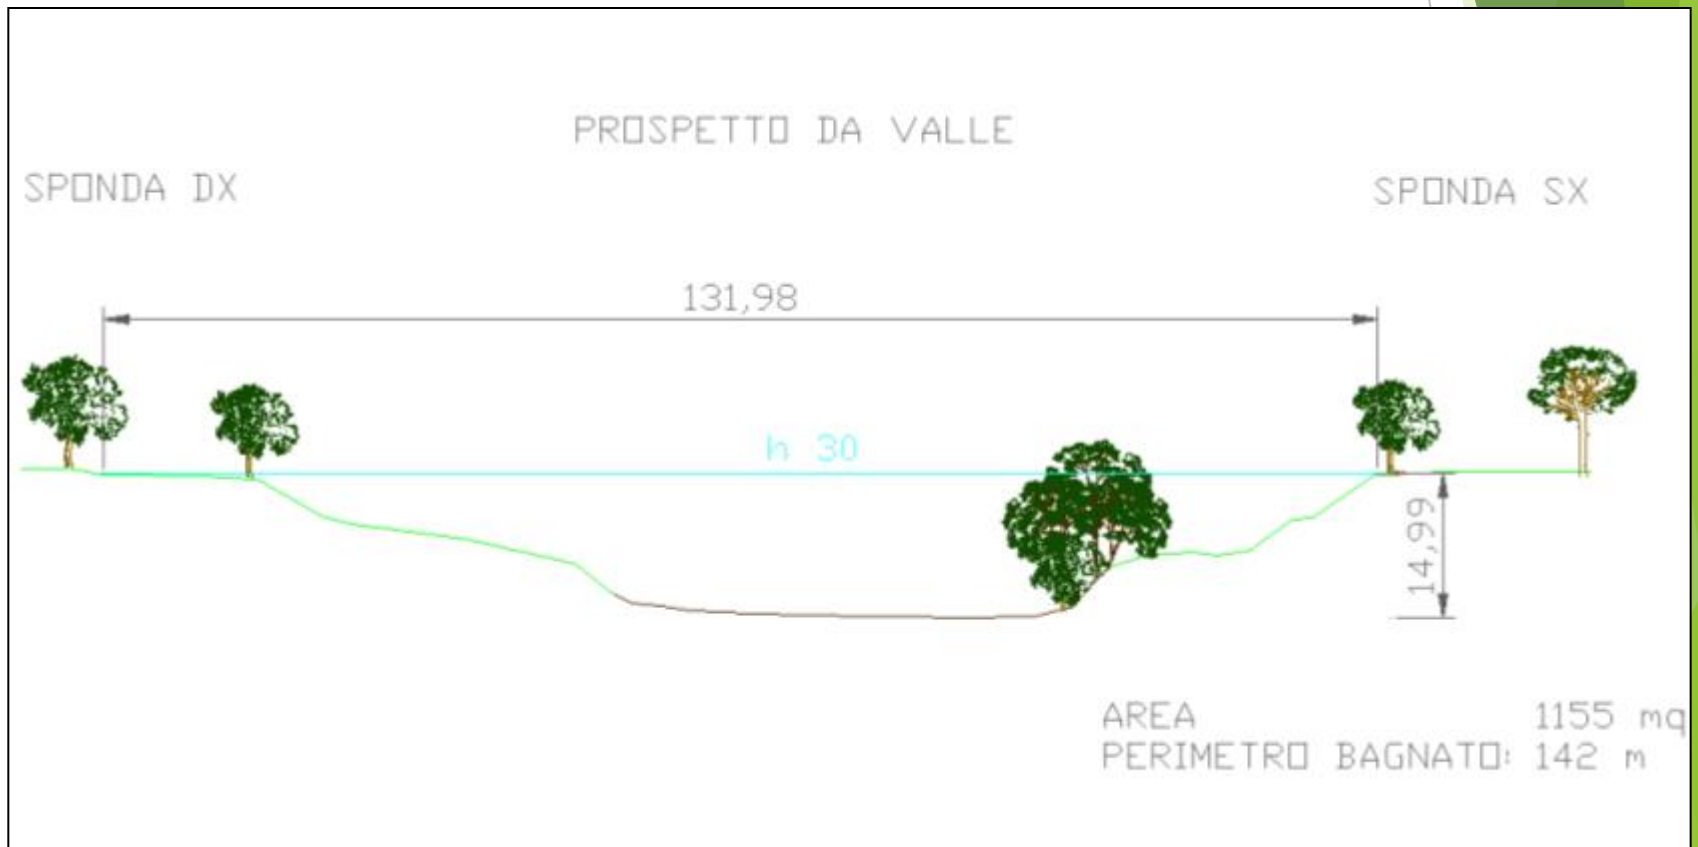 PROSPETTO DA VALLE
SPONDA DX
SPONDA SX
131,98
h 30
14,99
AREA 1155 mq
PERIMETRO BAGNATO: 142 m